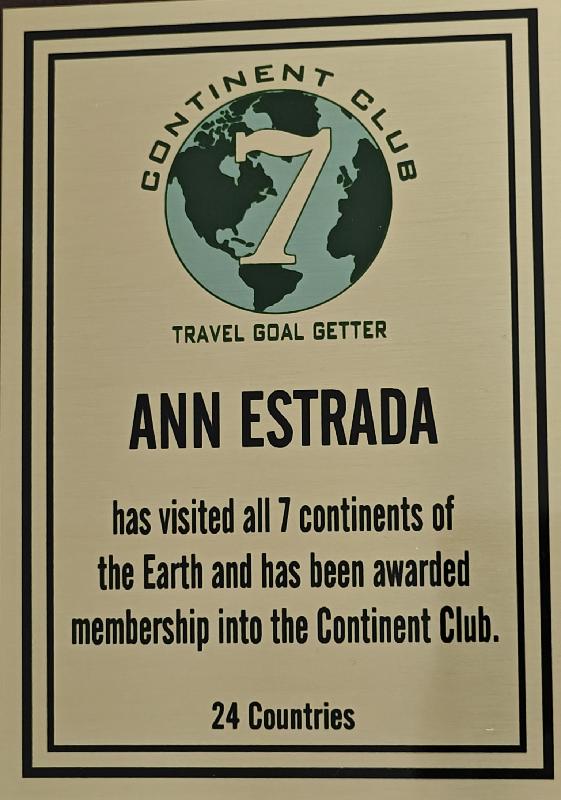 CONTINENT CLUB
7
TRAVEL GOAL GETTER
ANN ESTRADA
has visited all 7 continents of
the Earth and has been awarded
membership into the Continent Club.
24 Countries